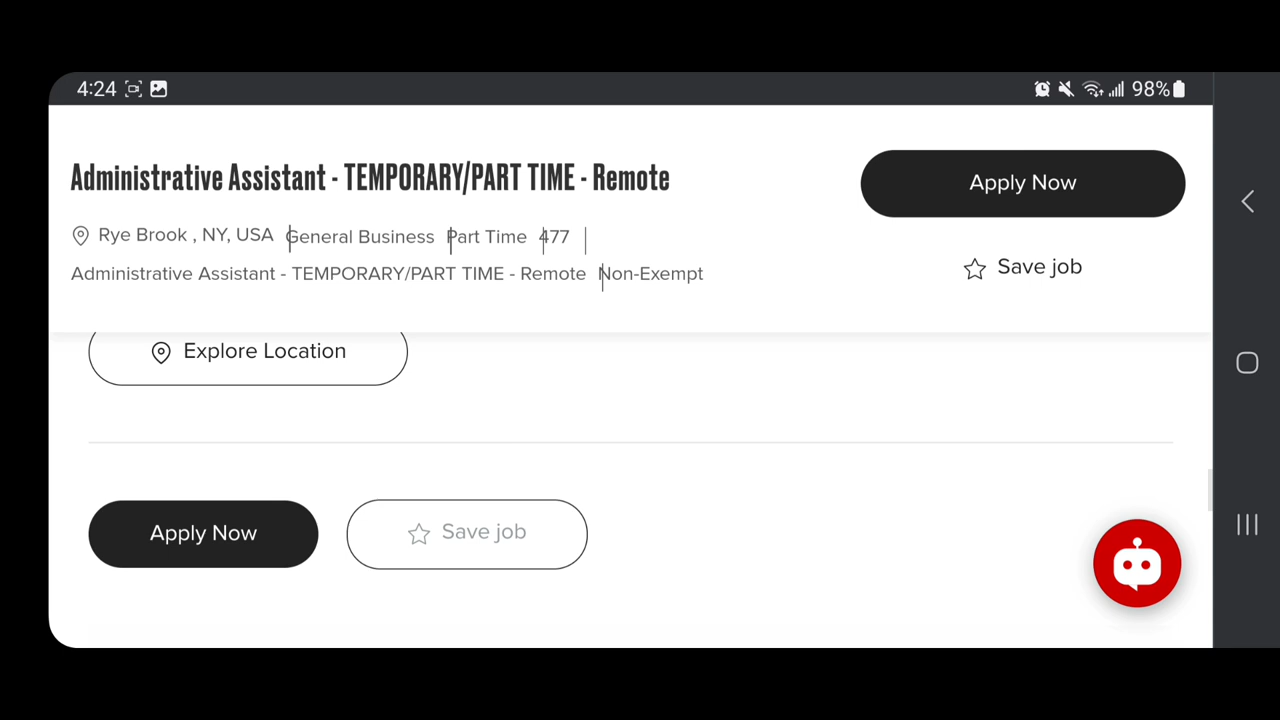 4:24 98%
Administrative Assistant - TEMPORARY/PART TIME - Remote
Apply Now
Rye Brook , NY, USA General Business Part Time 477
Administrative Assistant - TEMPORARY/PART TIME - Remote Non-Exempt
Save job
Explore Location
Apply Now
Save job